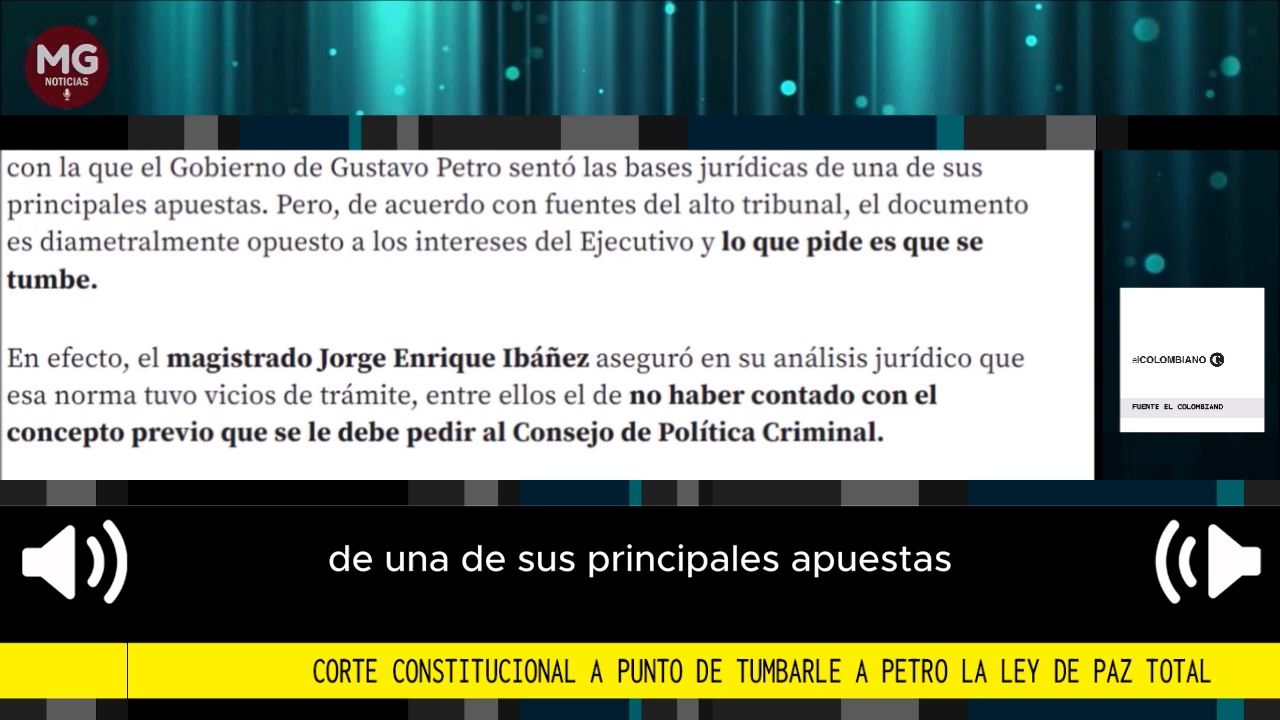 MG
NOTICIAS
con la que el Gobierno de Gustavo Petro sentó las bases jurídicas de una de sus
principales apuestas. Pero, de acuerdo con fuentes del alto tribunal, el documento
es diametralmente opuesto a los intereses del Ejecutivo y lo que pide es que se
tumbe.
En efecto, el magistrado Jorge Enrique Ibáñez aseguró en su análisis jurídico que
esa norma tuvo vicios de trámite, entre ellos el de no haber contado con el
concepto previo que se le debe pedir al Consejo de Política Criminal.
elCOLOMBIANO C
FUENTE EL COLOMBIANO
de una de sus principales apuestas
CORTE CONSTITUCIONAL A PUNTO DE TUMBARLE A PETRO LA LEY DE PAZ TOTAL